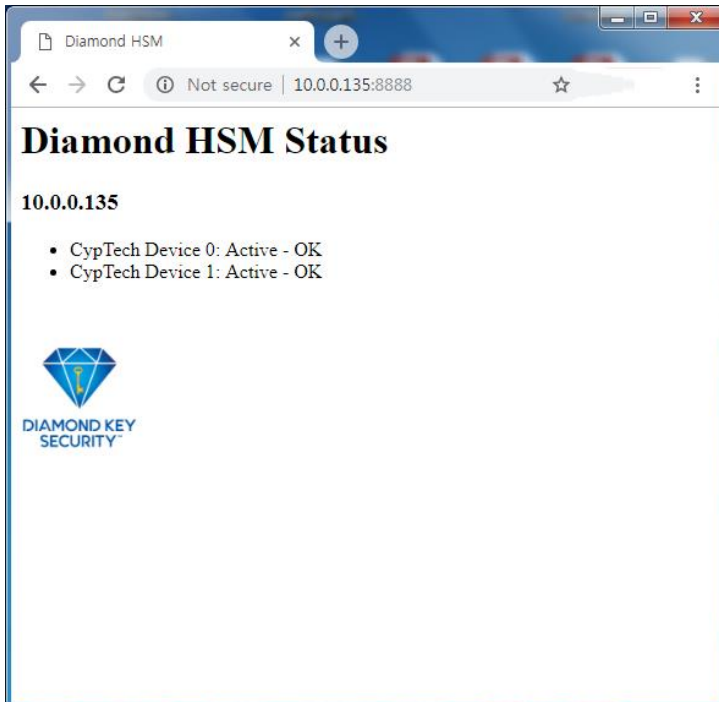 Diamond HSM
Not secure | 10.0.0.135:8888
Diamond HSM Status
10.0.0.135
• CypTech Device 0: Active - OK
• CypTech Device 1: Active - OK
DIAMOND KEY
SECURITY™